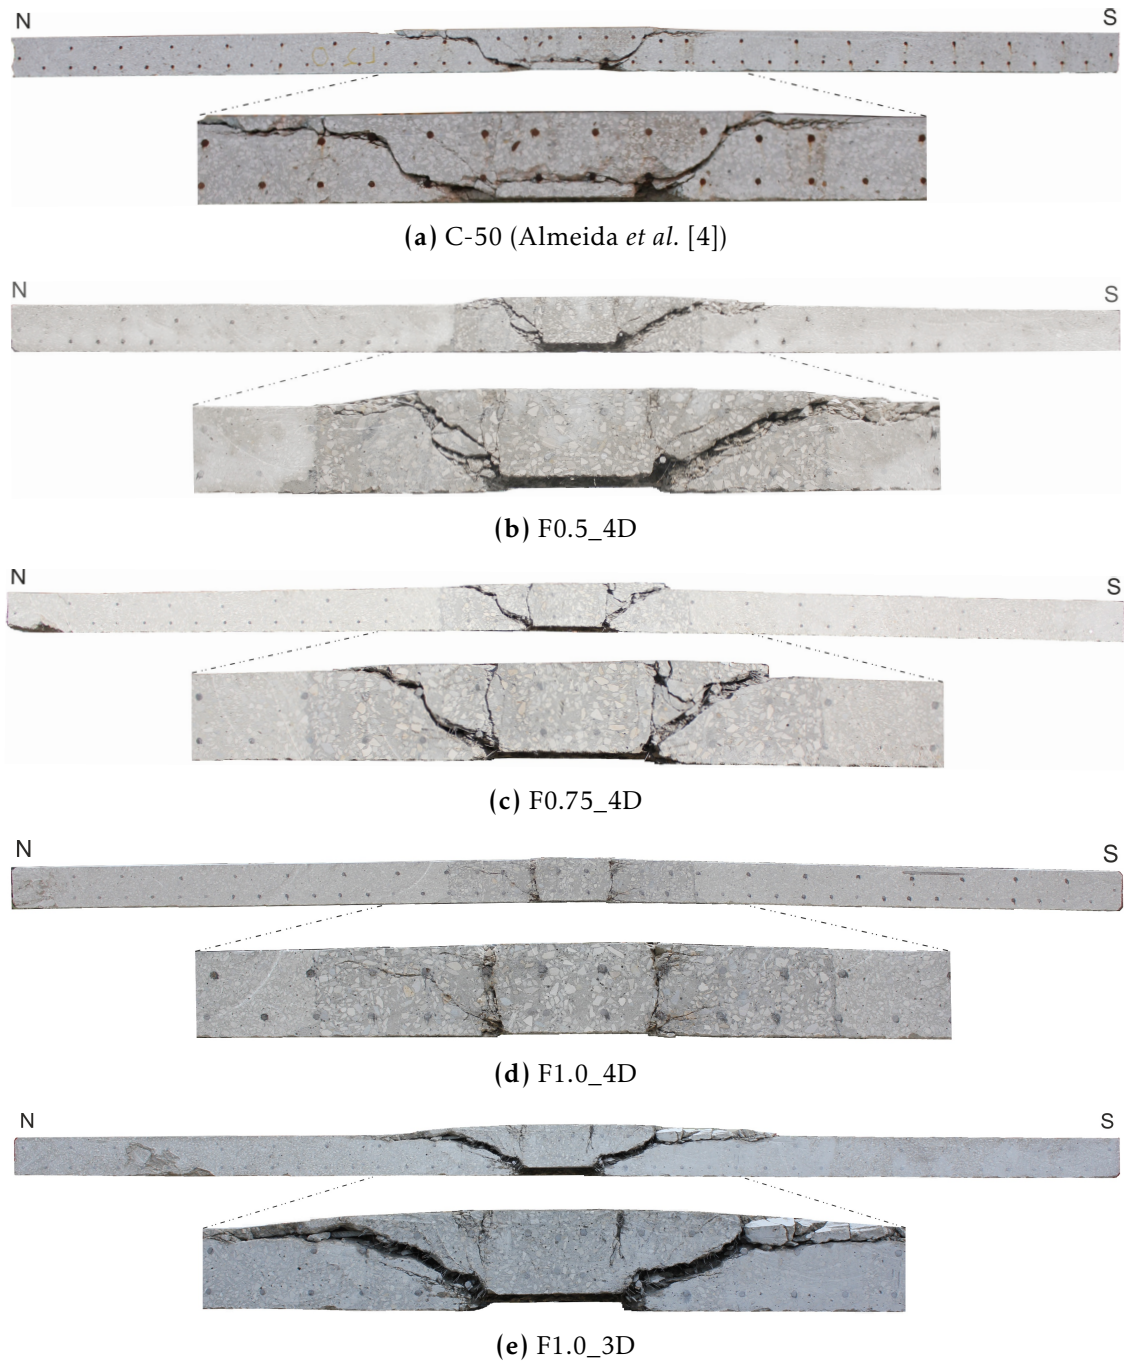 N S
(a) C-50 (Almeida et al. [4])
N S
(b) F0.5_4D
N S
(c) F0.75_4D
N S
(d) F1.0_4D
N S
(e) F1.0_3D